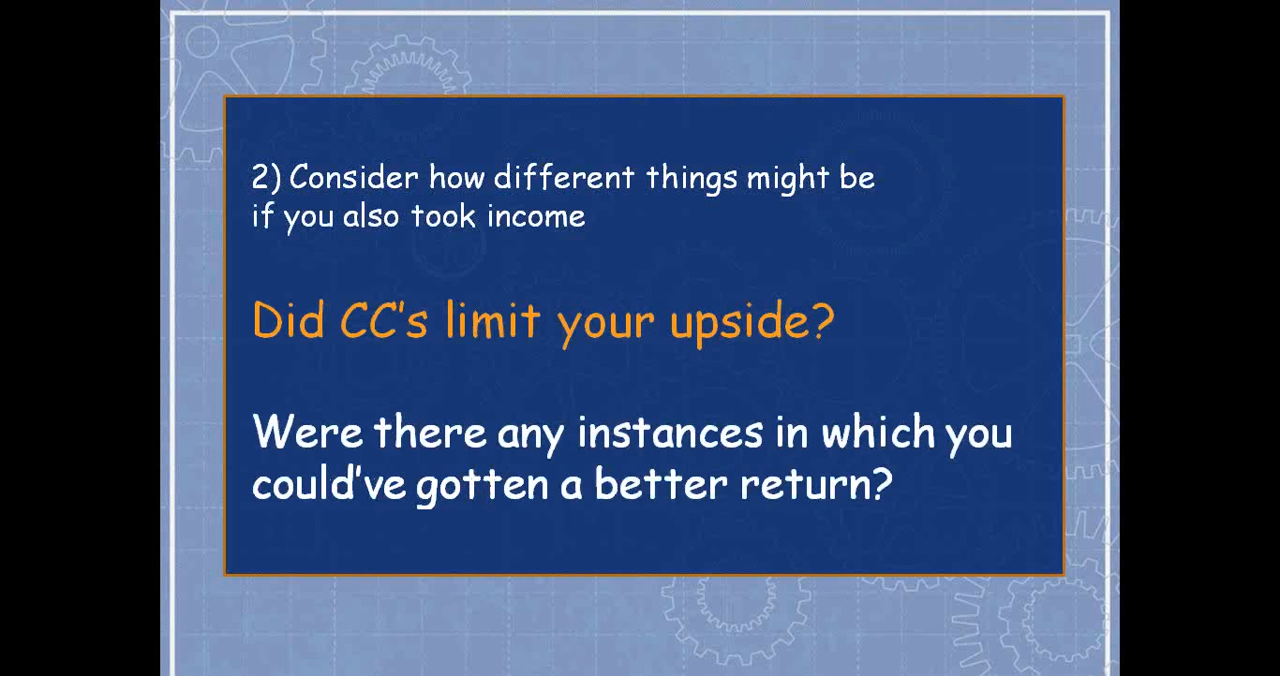 2) Consider how different things might be
if you also took income
Did CC's limit your upside?
Were there any instances in which you
could've gotten a better return?